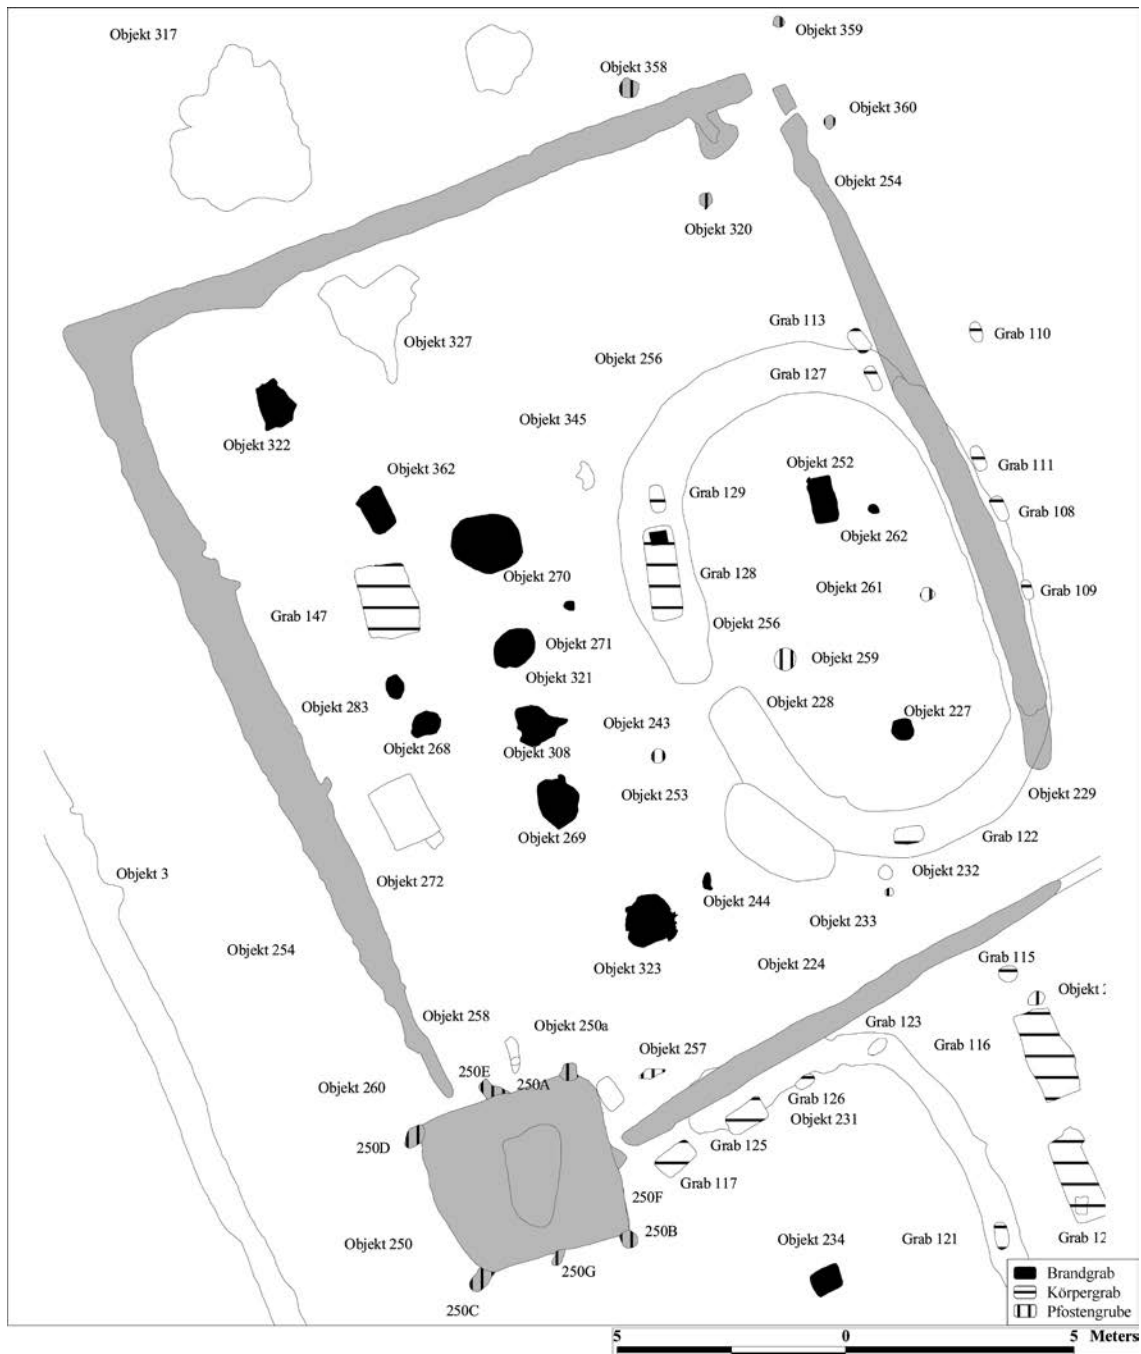 Objekt 317
Objekt 359
Objekt 358
Objekt 360
Objekt 254
Objekt 320
Grab 113
Grab 110
Objekt 327
Objekt 256
Grab 127
Objekt 345
Objekt 322
Objekt 362
Objekt 252
Grab 111
Grab 129
Grab 108
Objekt 262
Objekt 270
Grab 128
Objekt 261
Grab 109
Grab 147
Objekt 256
Objekt 271
Objekt 259
Objekt 321
Objekt 283
Objekt 228
Objekt 227
Objekt 243
Objekt 268
Objekt 308
Objekt 253
Objekt 229
Grab 122
Objekt 269
Objekt 3
Objekt 272
Objekt 232
Objekt 244
Objekt 233
Objekt 254
Objekt 323
Objekt 224
Grab 115
Objekt 2
Objekt 258
Objekt 250a
Grab 123
Grab 116
Objekt 257
250E
250A
Objekt 260
Grab 126
Objekt 231
250D
Grab 125
Grab 117
250F
250B
Objekt 250
Objekt 234
Grab 121
Grab 12
250G
250C
Brandgrab
Körpergrab
Pfostengrube
5 0 5 Meters